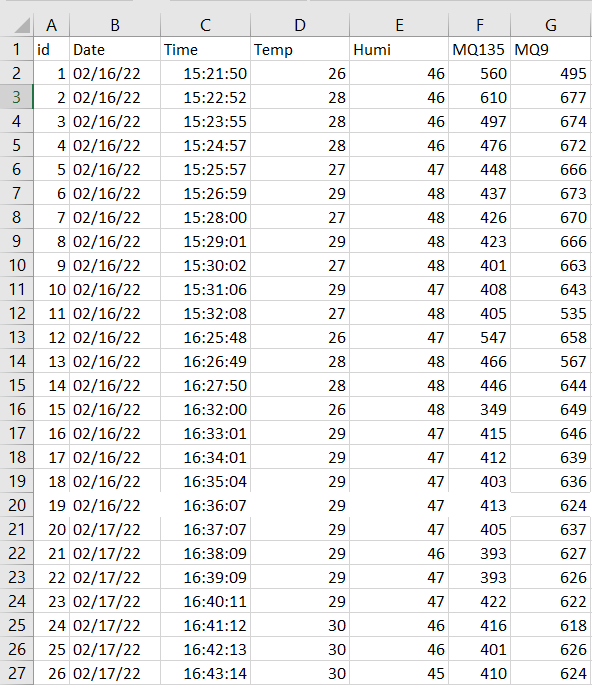 A B C D E F G
1 id Date Time Temp Humi MQ135 MQ9
2 1 02/16/22 15:21:50 26 46 560 495
3 2 02/16/22 15:22:52 28 46 610 677
4 3 02/16/22 15:23:55 28 46 497 674
5 4 02/16/22 15:24:57 28 46 476 672
6 5 02/16/22 15:25:57 27 47 448 666
7 6 02/16/22 15:26:59 29 48 437 673
8 7 02/16/22 15:28:00 27 48 426 670
9 8 02/16/22 15:29:01 29 48 423 666
10 9 02/16/22 15:30:02 27 48 401 663
11 10 02/16/22 15:31:06 29 47 408 643
12 11 02/16/22 15:32:08 27 48 405 535
13 12 02/16/22 16:25:48 26 47 547 658
14 13 02/16/22 16:26:49 28 48 466 567
15 14 02/16/22 16:27:50 28 48 446 644
16 15 02/16/22 16:32:00 26 48 349 649
17 16 02/16/22 16:33:01 29 47 415 646
18 17 02/16/22 16:34:01 29 47 412 639
19 18 02/16/22 16:35:04 29 47 403 636
20 19 02/16/22 16:36:07 29 47 413 624
21 20 02/17/22 16:37:07 29 47 405 637
22 21 02/17/22 16:38:09 29 46 393 627
23 22 02/17/22 16:39:09 29 47 393 626
24 23 02/17/22 16:40:11 29 47 422 622
25 24 02/17/22 16:41:12 30 46 416 618
26 25 02/17/22 16:42:13 30 46 401 626
27 26 02/17/22 16:43:14 30 45 410 624